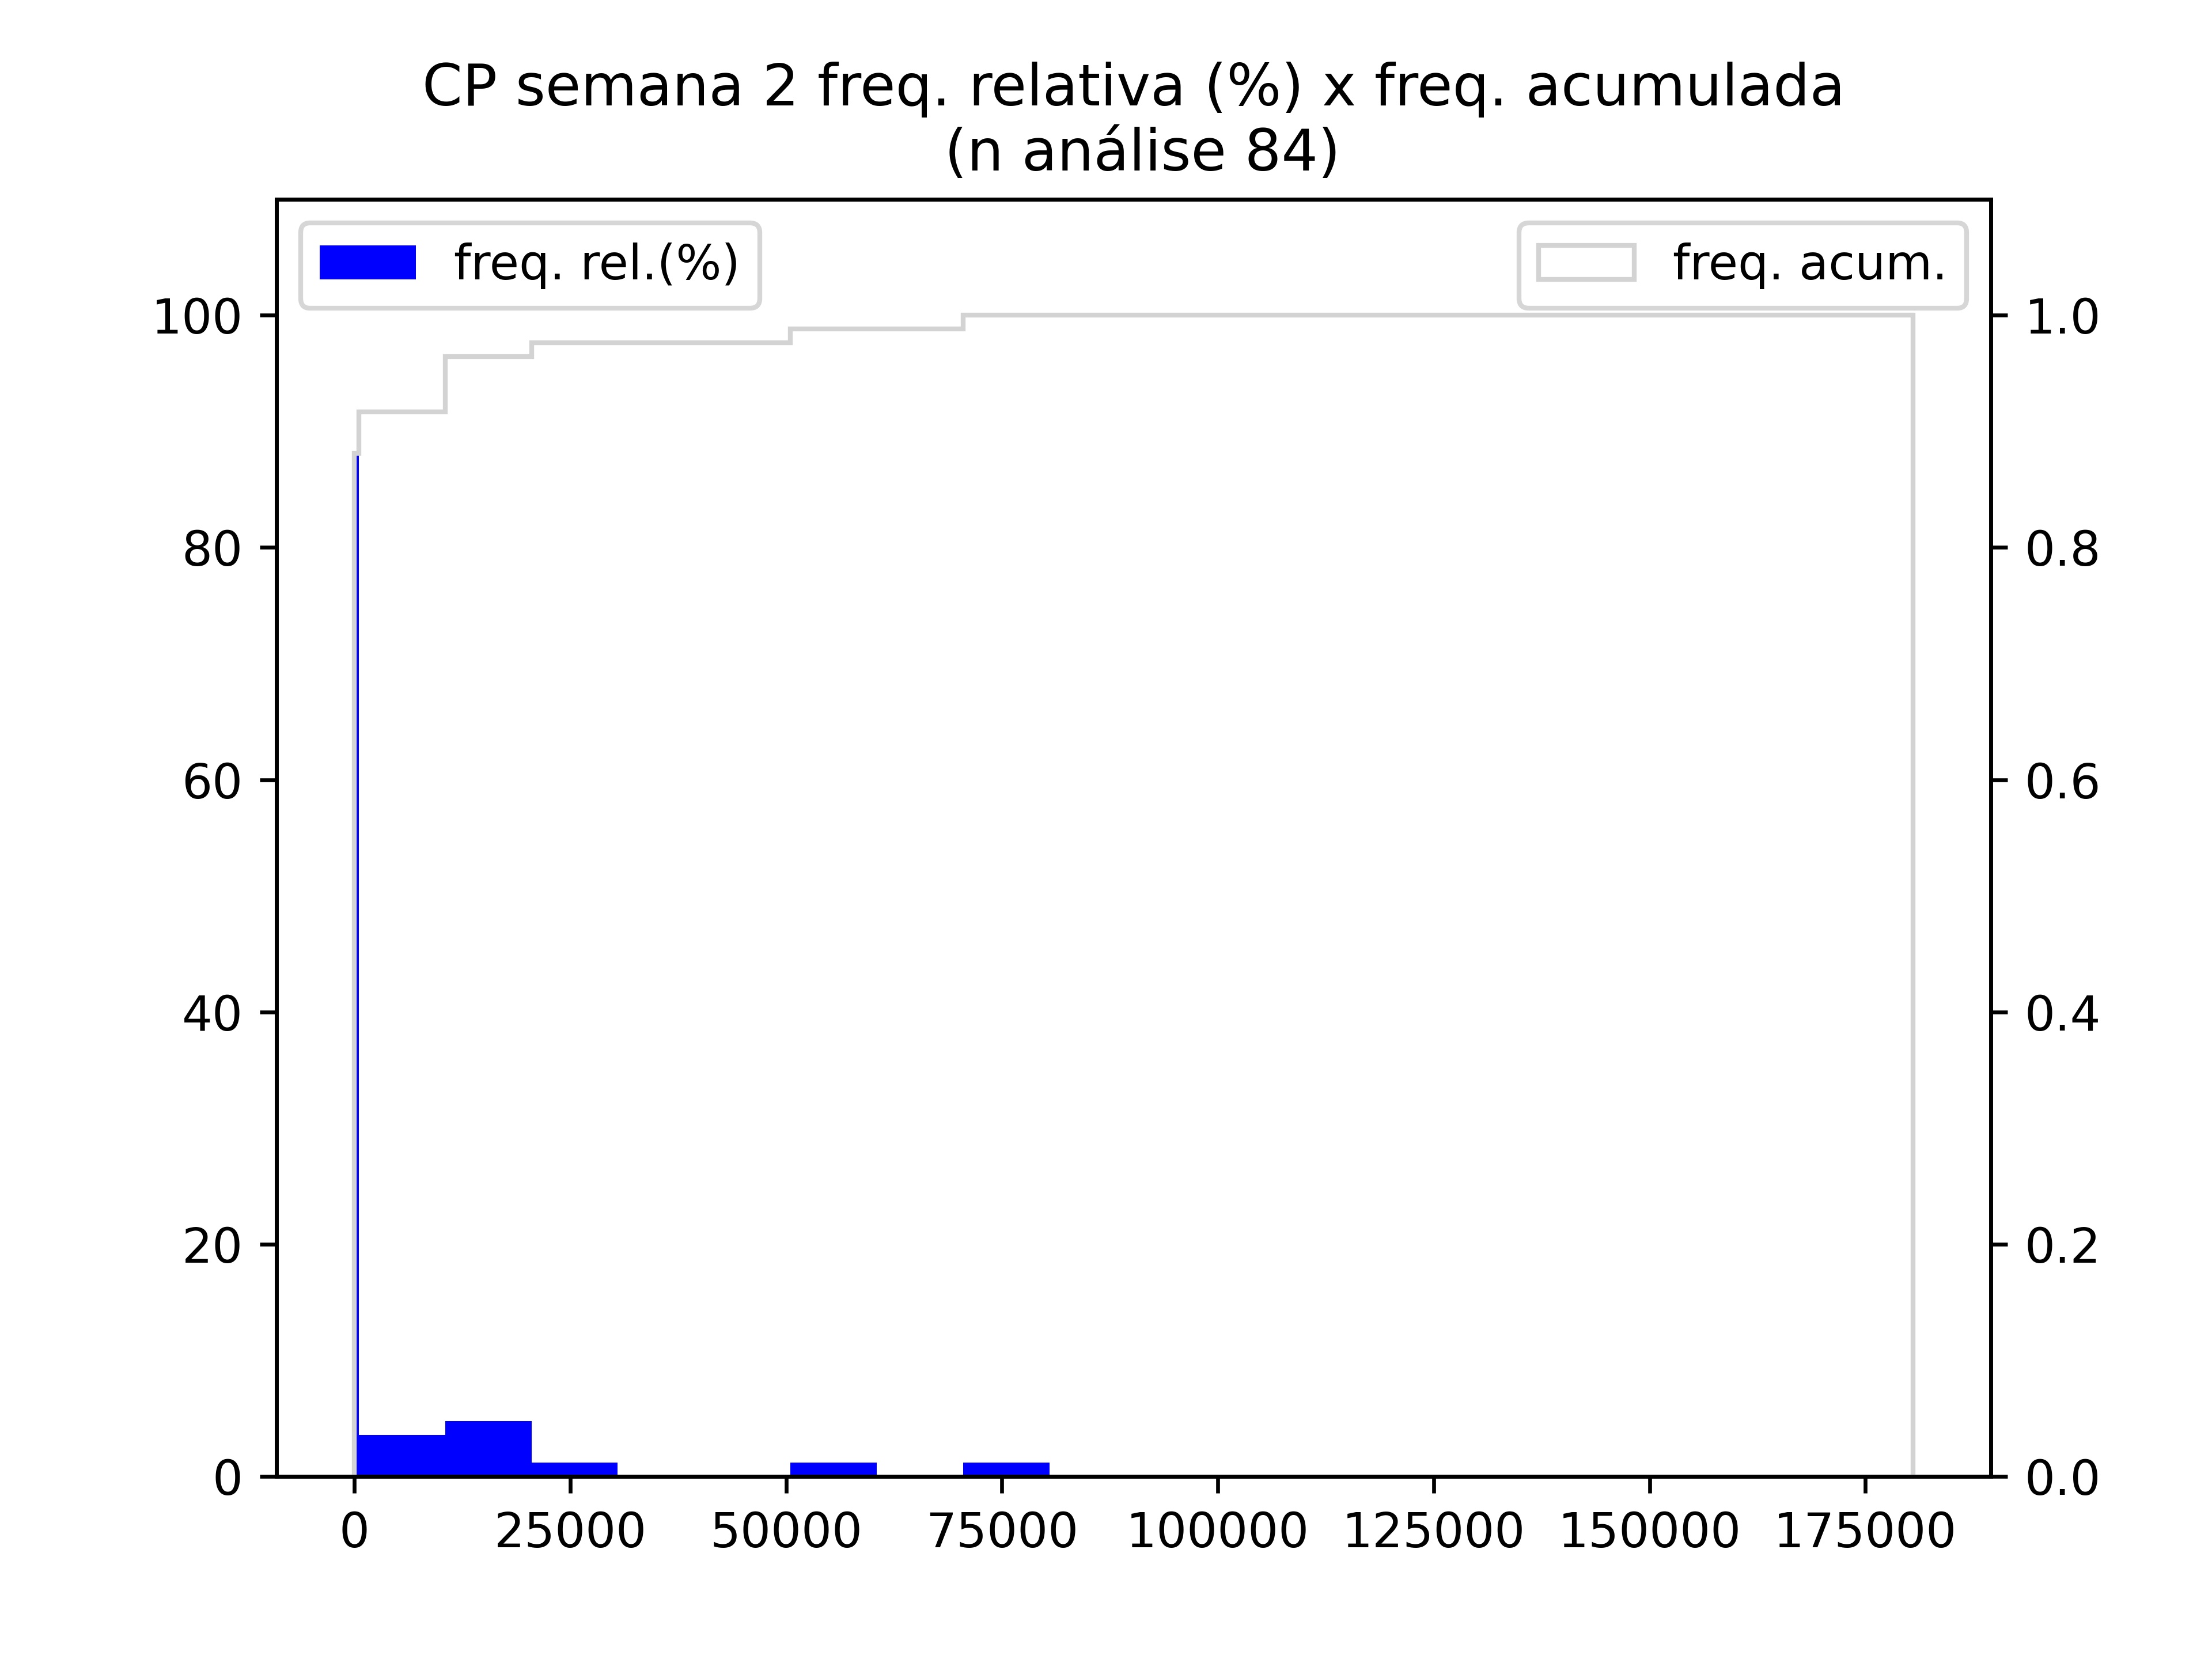 CP semana 2 freq. relativa (%) x freq. acumulada
(n análise 84)
freq. rel.(%)
freq. acum.
100
80
60
40
20
0
1.0
0.8
0.6
0.4
0.2
0.0
0 25000 50000 75000 100000 125000 150000 175000